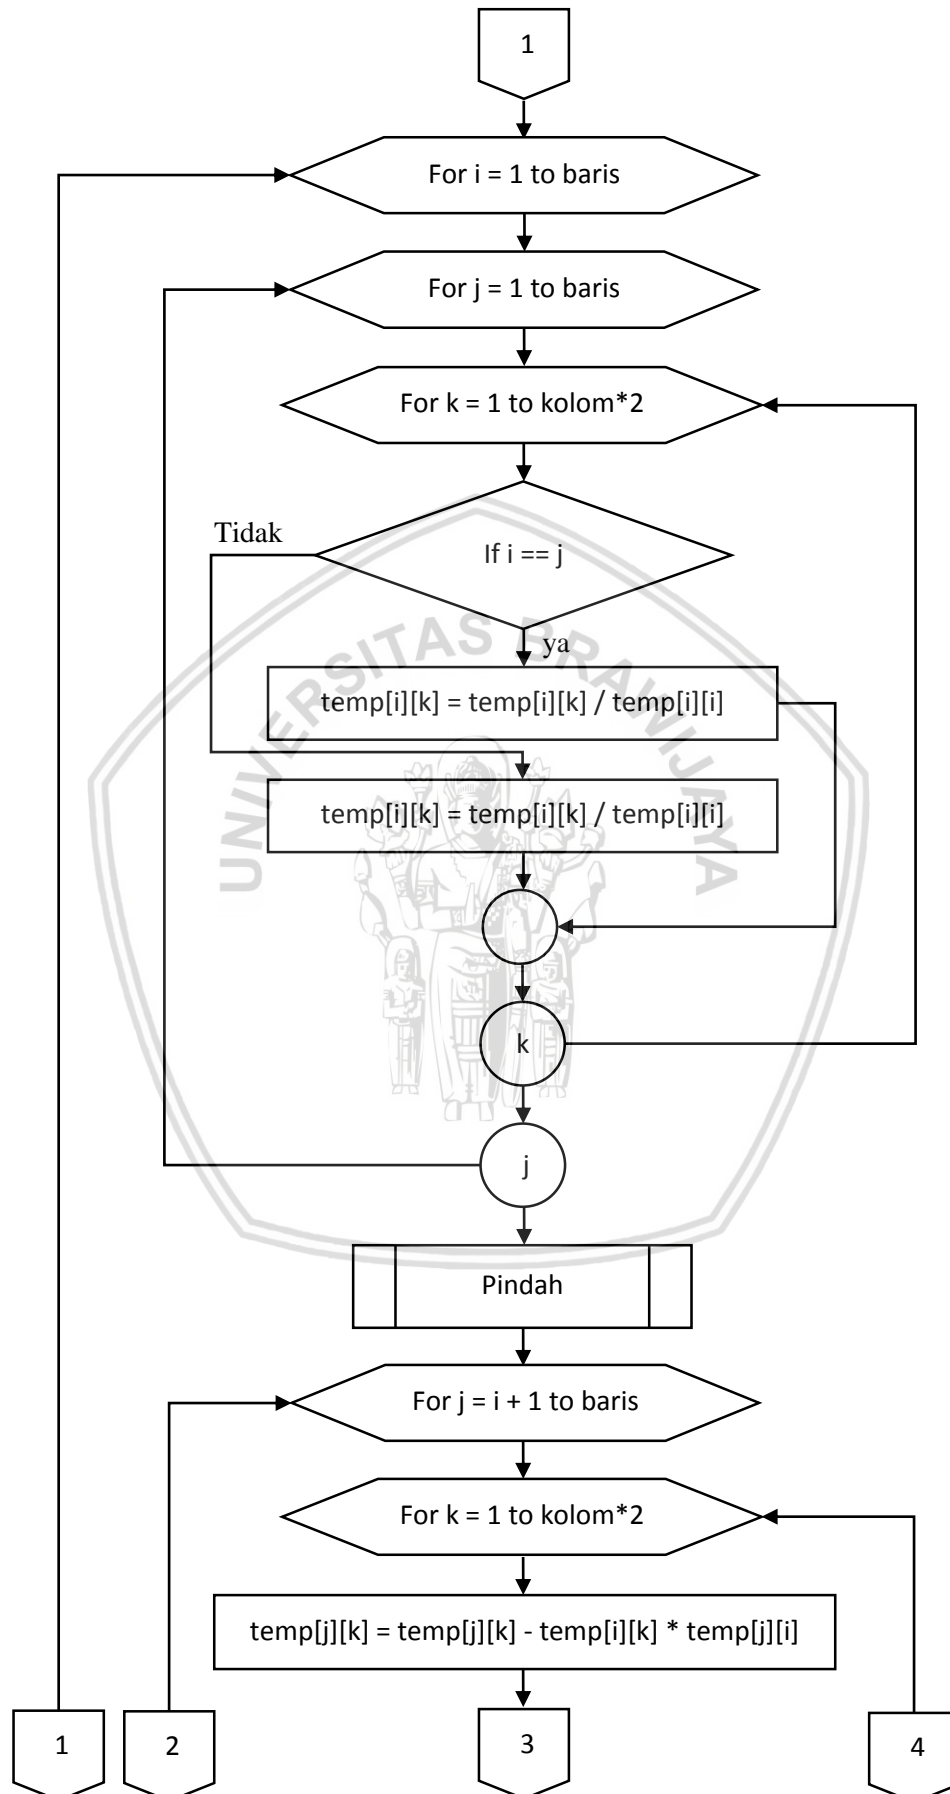 1
For i = 1 to baris
For j = 1 to baris
For k = 1 to kolom*2
Tidak
If i == j
ya
temp[i][k] = temp[i][k] / temp[i][i]
temp[i][k] = temp[i][k] / temp[i][i]
UNIVERSITAS BRAWIJAYA
k
j
Pindah
For j = i + 1 to baris
For k = 1 to kolom*2
temp[j][k] = temp[j][k] - temp[i][k] * temp[j][i]
1
2
3
4